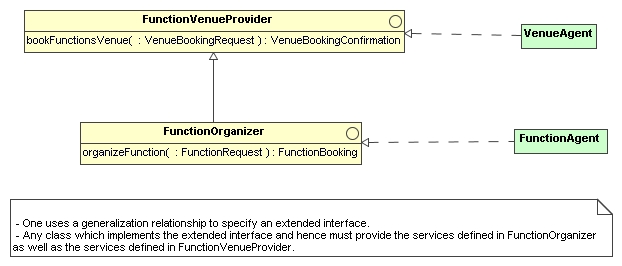 FunctionVenueProvider
bookFunctionsVenue( : VenueBookingRequest ) : VenueBookingConfirmation
VenueAgent
FunctionOrganizer
organizeFunction( : FunctionRequest ) : FunctionBooking
FunctionAgent
- One uses a generalization relationship to specify an extended interface.
- Any class which implements the extended interface and hence must provide the services defined in FunctionOrganizer
as well as the services defined in FunctionVenueProvider.